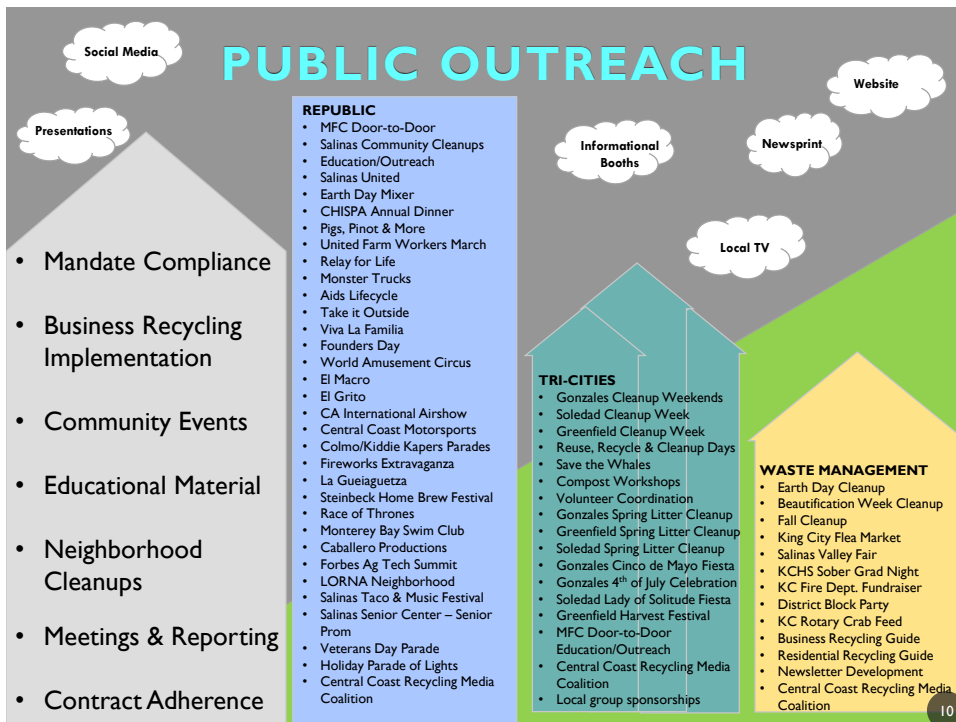 PUBLIC OUTREACH
Social Media
Presentations
Website
Newsprint
Informational
Booths
Local TV
• Mandate Compliance
• Business Recycling
Implementation
• Community Events
• Educational Material
• Neighborhood
Cleanups
• Meetings & Reporting
• Contract Adherence
REPUBLIC
• MFC Door-to-Door
• Salinas Community Cleanups
• Education/Outreach
• Salinas United
• Earth Day Mixer
• CHISPA Annual Dinner
• Pigs, Pinot & More
• United Farm Workers March
• Relay for Life
• Monster Trucks
• Aids Lifecycle
• Take it Outside
• Viva La Familia
• Founders Day
• World Amusement Circus
• El Macro
• El Grito
• CA International Airshow
• Central Coast Motorsports
• Colmo/Kiddie Kapers Parades
• Fireworks Extravaganza
• La Gueiaguetza
• Steinbeck Home Brew Festival
• Race of Thrones
• Monterey Bay Swim Club
• Caballero Productions
• Forbes Ag Tech Summit
• LORNA Neighborhood
• Salinas Taco & Music Festival
• Salinas Senior Center – Senior
Prom
• Veterans Day Parade
• Holiday Parade of Lights
• Central Coast Recycling Media
Coalition
TRI-CITIES
• Gonzales Cleanup Weekends
• Soledad Cleanup Week
• Greenfield Cleanup Week
• Reuse, Recycle & Cleanup Days
• Save the Whales
• Compost Workshops
• Volunteer Coordination
• Gonzales Spring Litter Cleanup
• Greenfield Spring Litter Cleanup
• Soledad Spring Litter Cleanup
• Gonzales Cinco de Mayo Fiesta
• Gonzales 4th of July Celebration
• Soledad Lady of Solitude Fiesta
• Greenfield Harvest Festival
• MFC Door-to-Door
Education/Outreach
• Central Coast Recycling Media
Coalition
• Local group sponsorships
WASTE MANAGEMENT
• Earth Day Cleanup
• Beautification Week Cleanup
• Fall Cleanup
• King City Flea Market
• Salinas Valley Fair
• KCHS Sober Grad Night
• KC Fire Dept. Fundraiser
• District Block Party
• KC Rotary Crab Feed
• Business Recycling Guide
• Residential Recycling Guide
• Newsletter Development
• Central Coast Recycling Media
Coalition
10